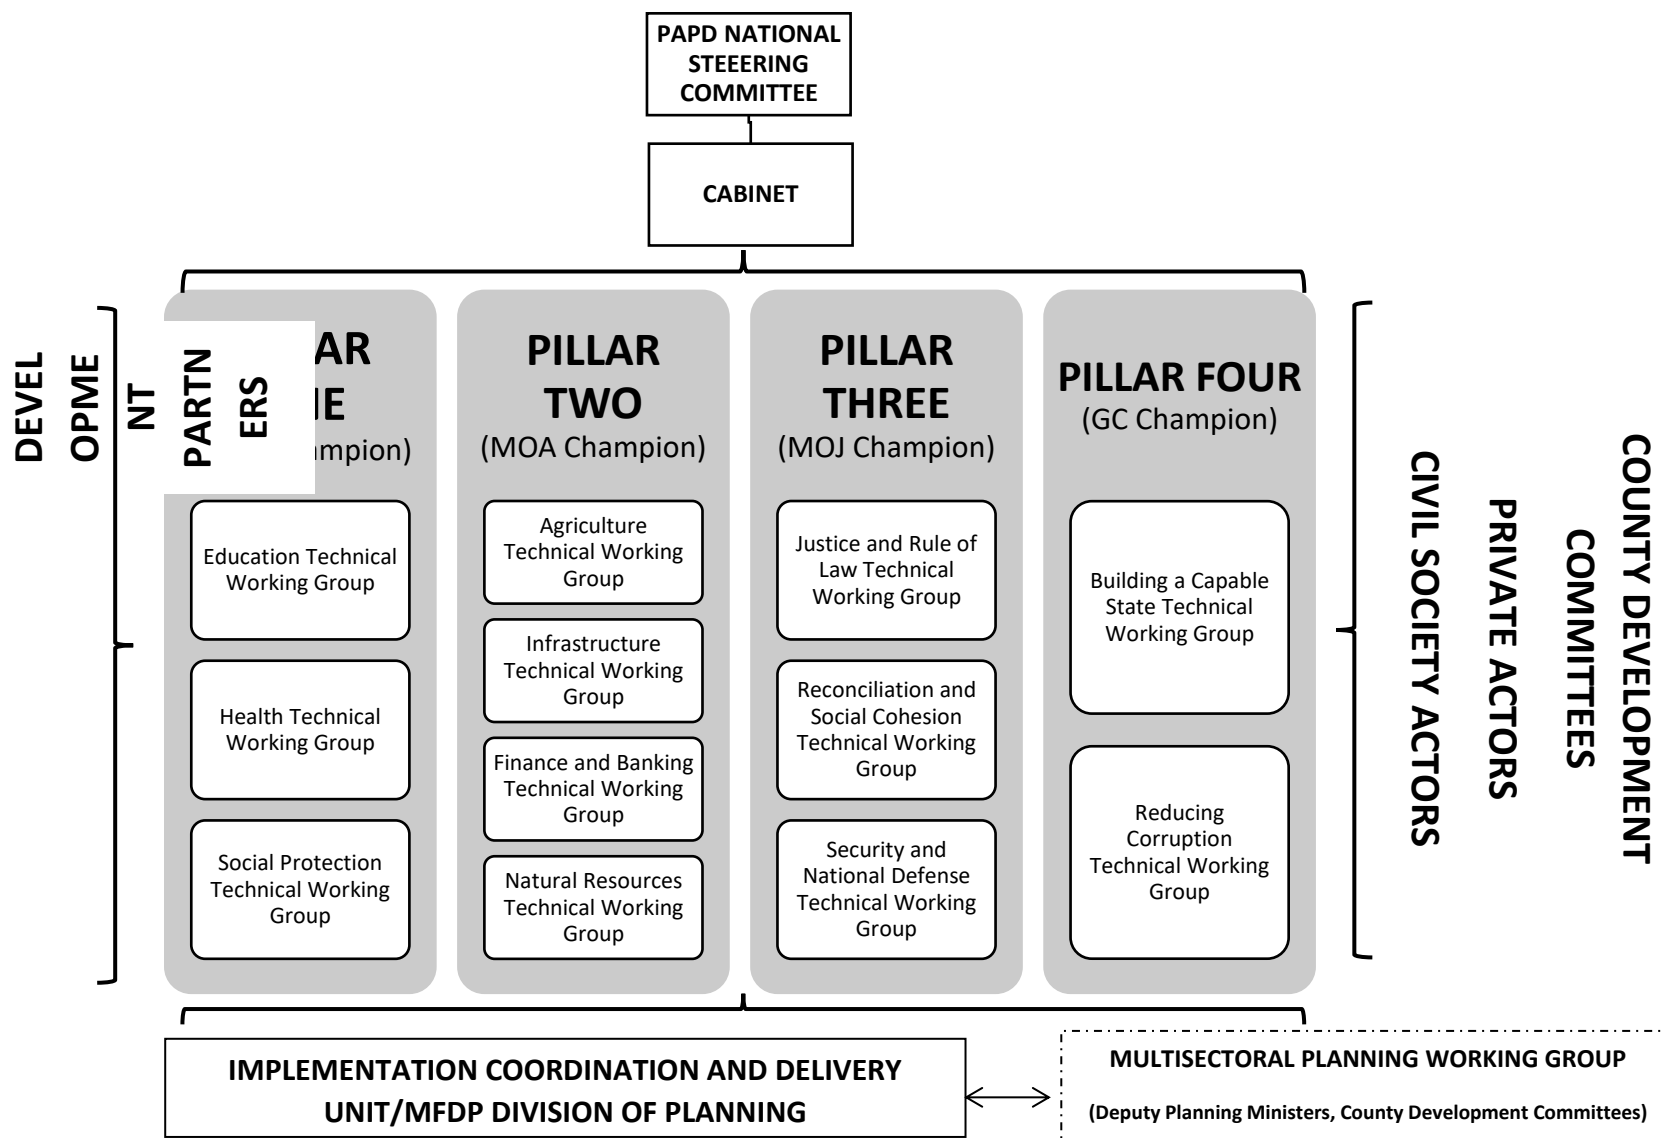 PAPD NATIONAL
STEEERING
COMMITTEE
CABINET
DEVEL
OPME
NT
PARTN
ERS
AR
(MOA Champion)
mpion)
Education Technical
Working Group
Health Technical
Working Group
Social Protection
Technical Working
Group
PILLAR
TWO
Agriculture
Technical Working
Group
Infrastructure
Technical Working
Group
Finance and Banking
Technical Working
Group
Natural Resources
Technical Working
Group
PILLAR
THREE
(MOJ Champion)
Justice and Rule of
Law Technical
Working Group
Reconciliation and
Social Cohesion
Technical Working
Group
Security and
National Defense
Technical Working
Group
PILLAR FOUR
(GC Champion)
Building a Capable
State Technical
Working Group
Reducing
Corruption
Technical Working
Group
CIVIL SOCIETY ACTORS
PRIVATE ACTORS
COUNTY DEVELOPMENT
COMMITTEES
IMPLEMENTATION COORDINATION AND DELIVERY
UNIT/MFDP DIVISION OF PLANNING
MULTISECTORAL PLANNING WORKING GROUP
(Deputy Planning Ministers, County Development Committees)